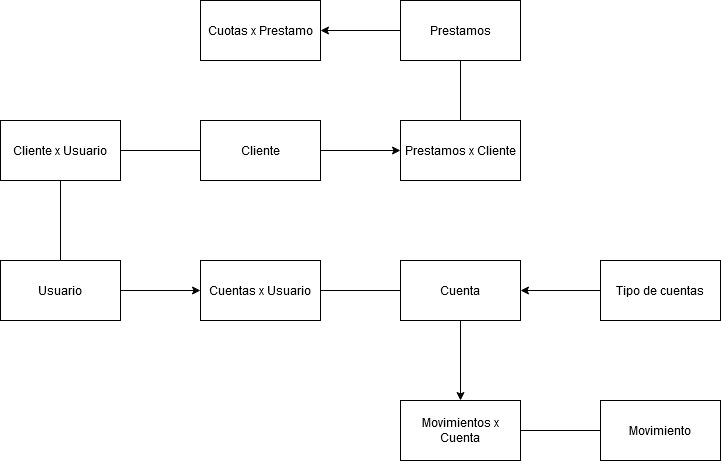 Cuotas x Prestamo
Prestamos
Cliente x Usuario
Cliente
Prestamos x Cliente
Usuario
Cuentas x Usuario
Cuenta
Tipo de cuentas
Movimientos x
Cuenta
Movimiento